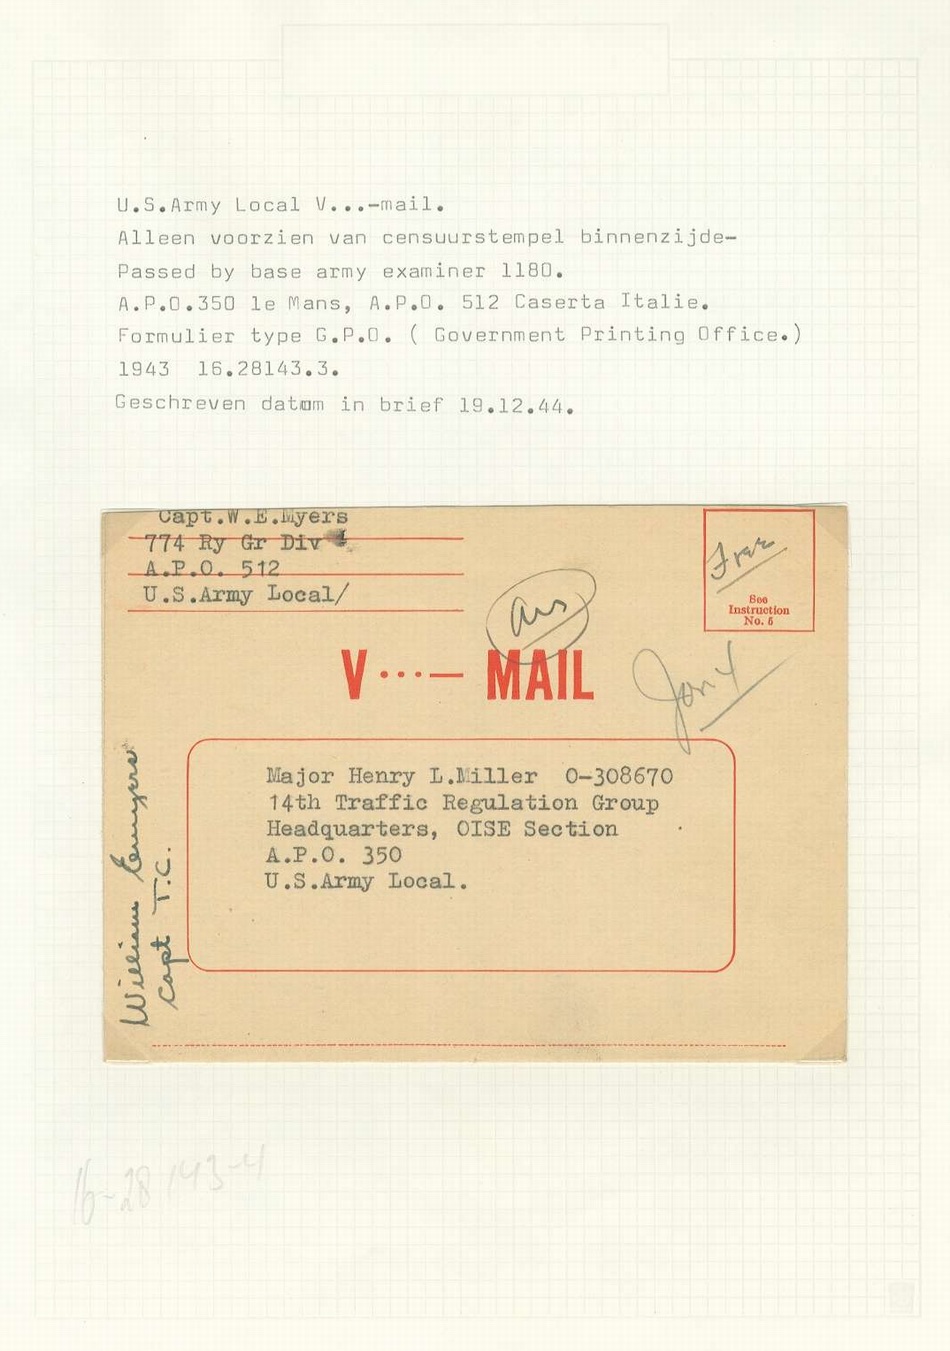 U.S.Army Local V...-mail.
Alleen voorzien van censuurstempel binnenzijde-
Passed by base army examiner 1180.
A.P.O.350 le Mans, A.P.O. 512 Caserta Italie.
Formulier type G.P.O. ( Government Printing Office.)
1943 16.28143.3.
Geschreven datum in brief 19.12.44.
Capt.W.E.Myers
774 Ry Gr Div
A.P.O. 512
U.S.Army Local/
Free
See
Instruction
No. 5
Ans
V···— MAIL
Jan 4
Major Henry L.Miller 0-308670
14th Traffic Regulation Group
Headquarters, OISE Section
A.P.O. 350
U.S.Army Local.
William E Myers
Capt T.C.
16-28143-4